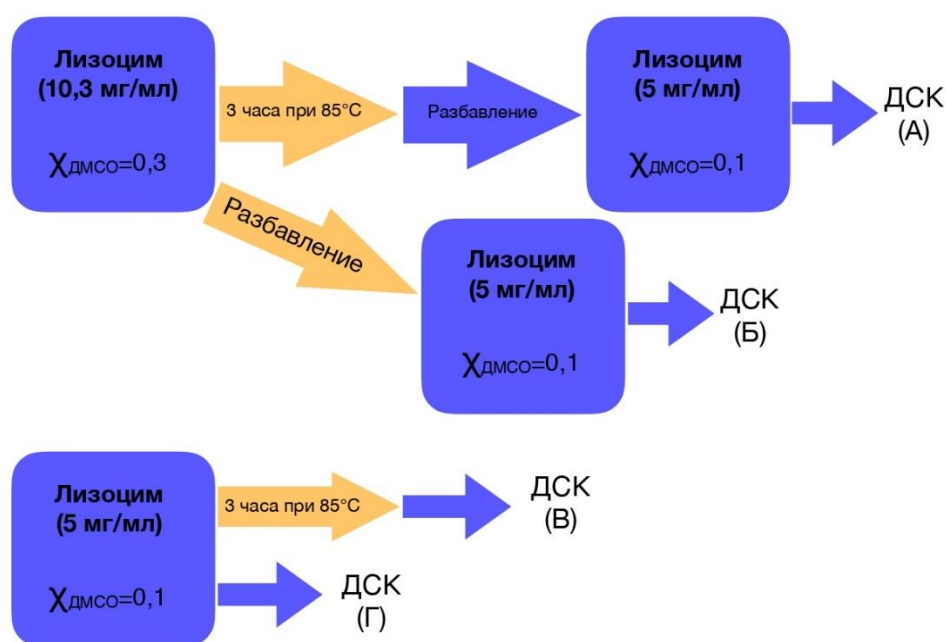 Лизоцим
(10,3 мг/мл)
χДМСО=0,3
3 часа при 85°C
Разбавление
Лизоцим
(5 мг/мл)
χДМСО=0,1
ДСК
(А)
Разбавление
Лизоцим
(5 мг/мл)
χДМСО=0,1
ДСК
(Б)
Лизоцим
(5 мг/мл)
χДМСО=0,1
3 часа при 85°C
ДСК
(В)
ДСК
(Г)